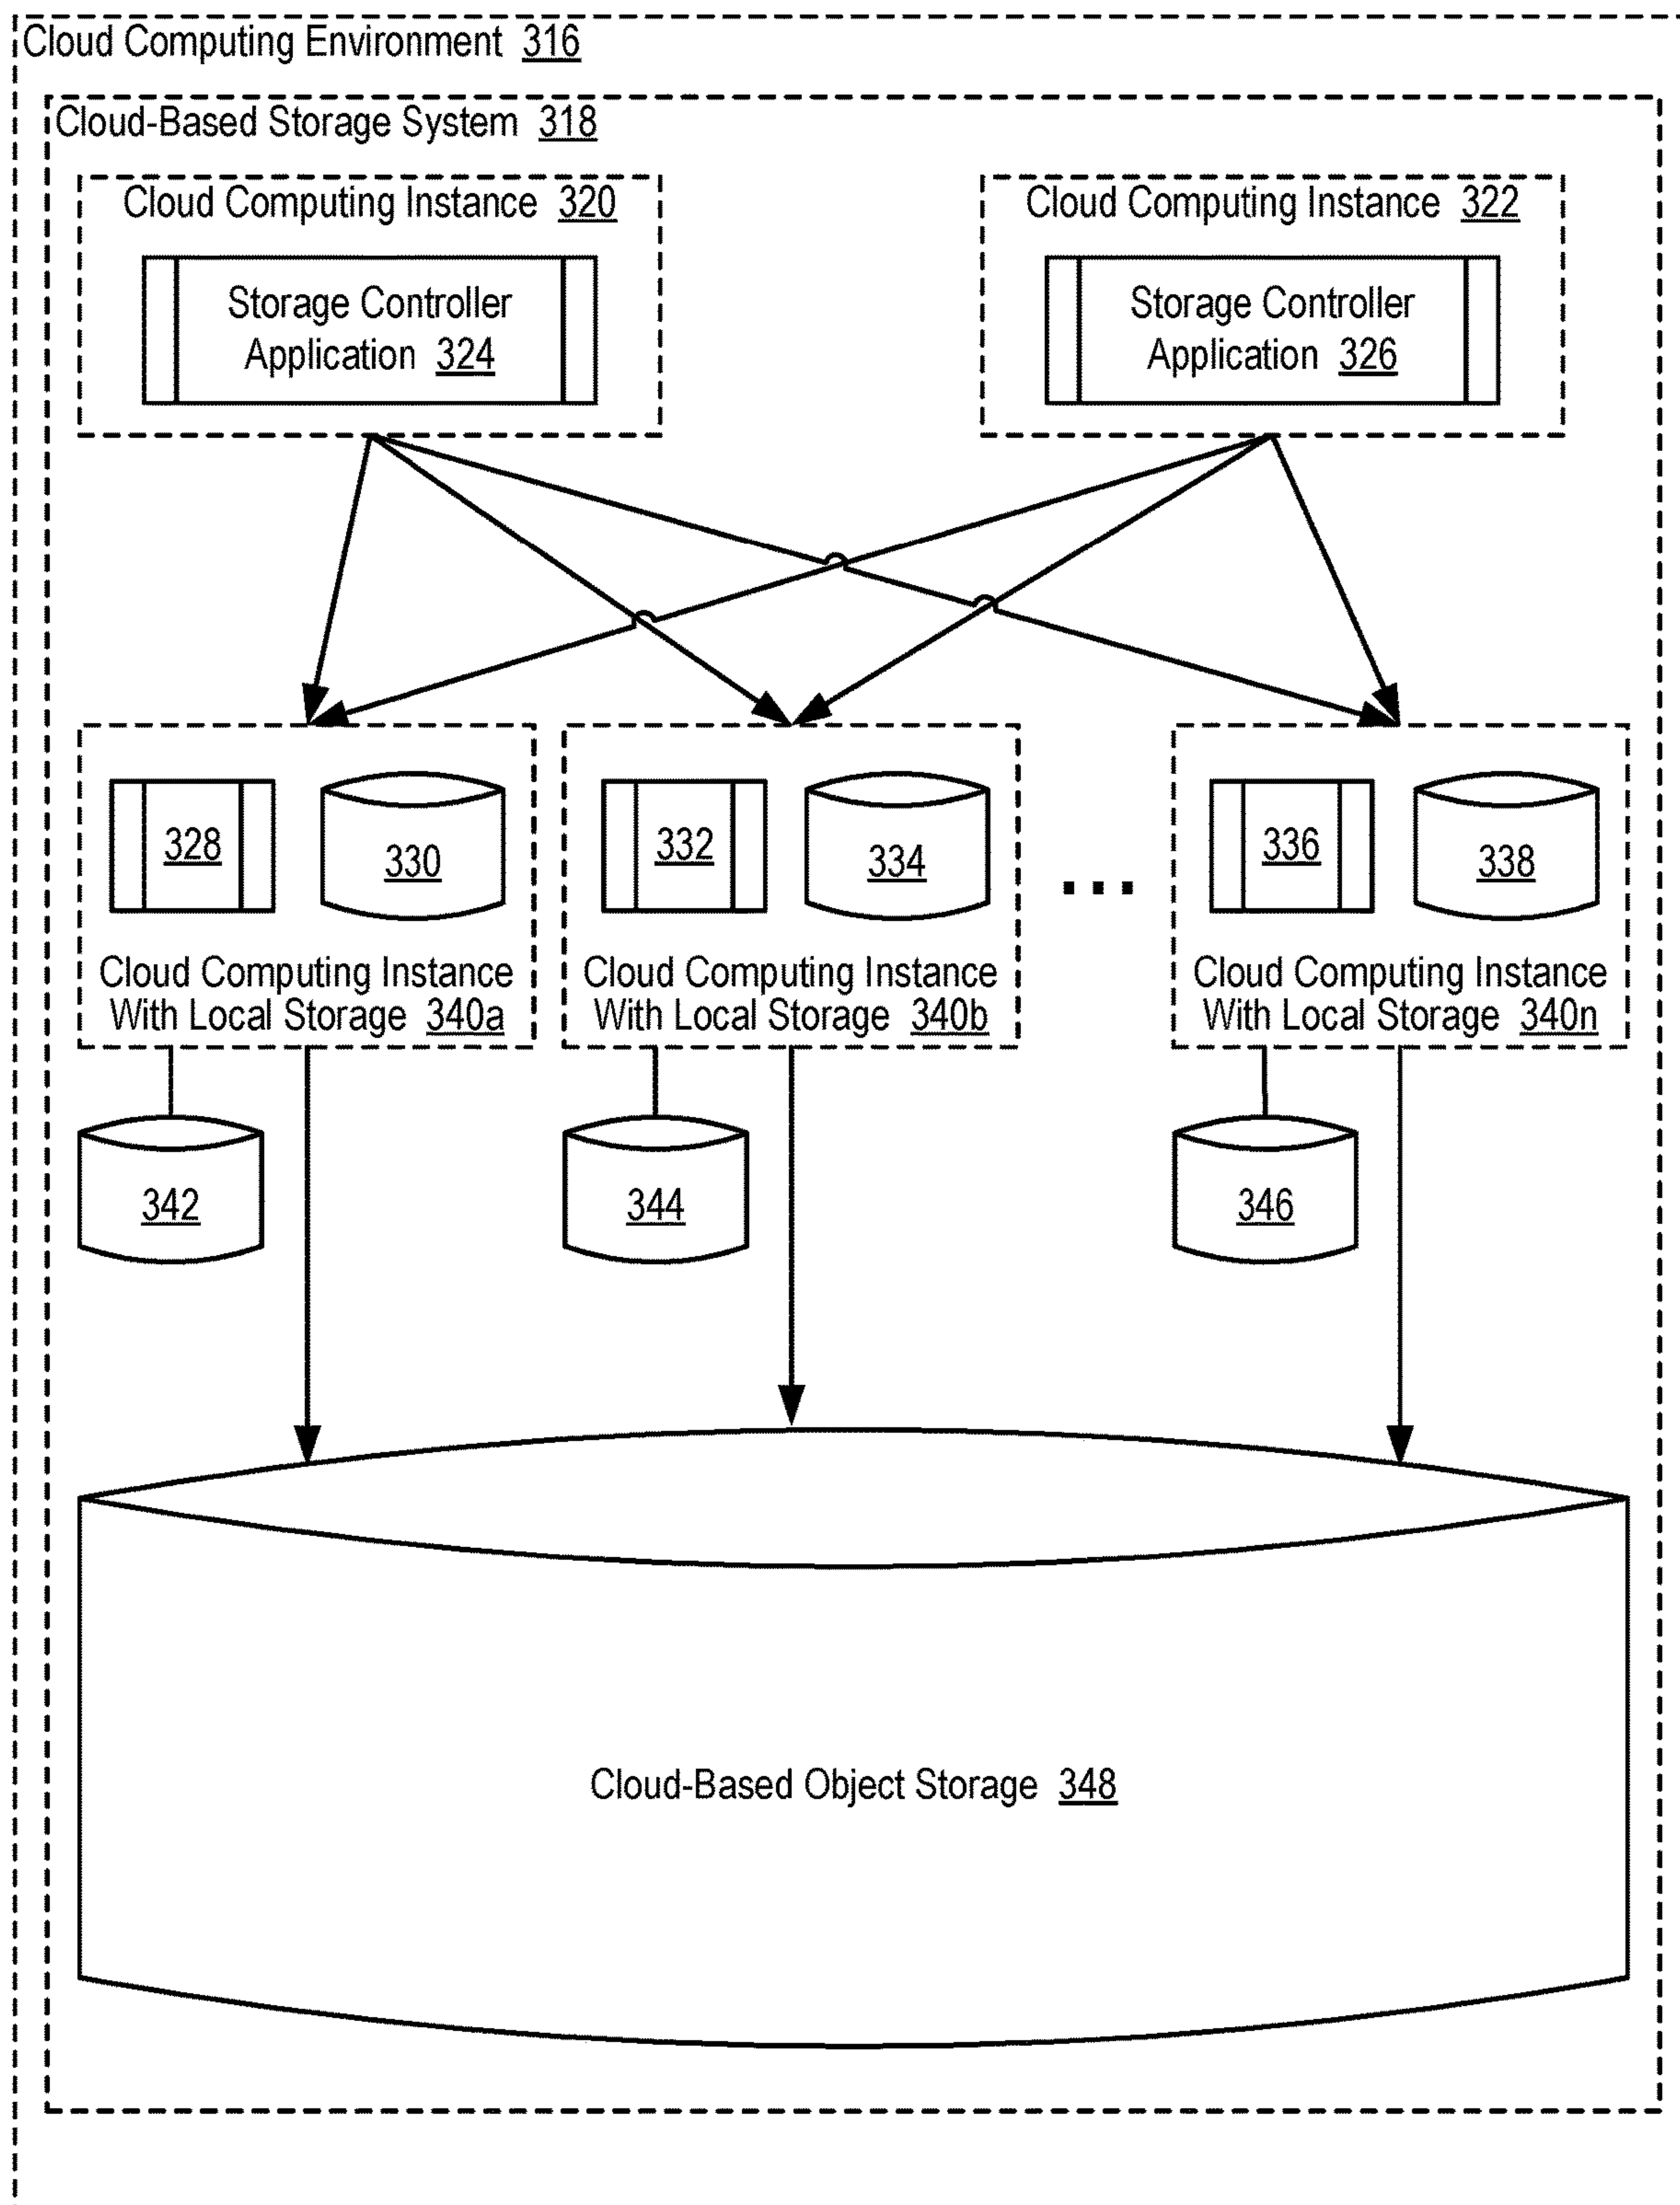 Cloud Computing Environment 316
Cloud-Based Storage System 318
Cloud Computing Instance 320
Storage Controller
Application 324
Cloud Computing Instance 322
Storage Controller
Application 326
328
330
Cloud Computing Instance
With Local Storage 340a
332
334
Cloud Computing Instance
With Local Storage 340b
...
336
338
Cloud Computing Instance
With Local Storage 340n
342
344
346
Cloud-Based Object Storage 348